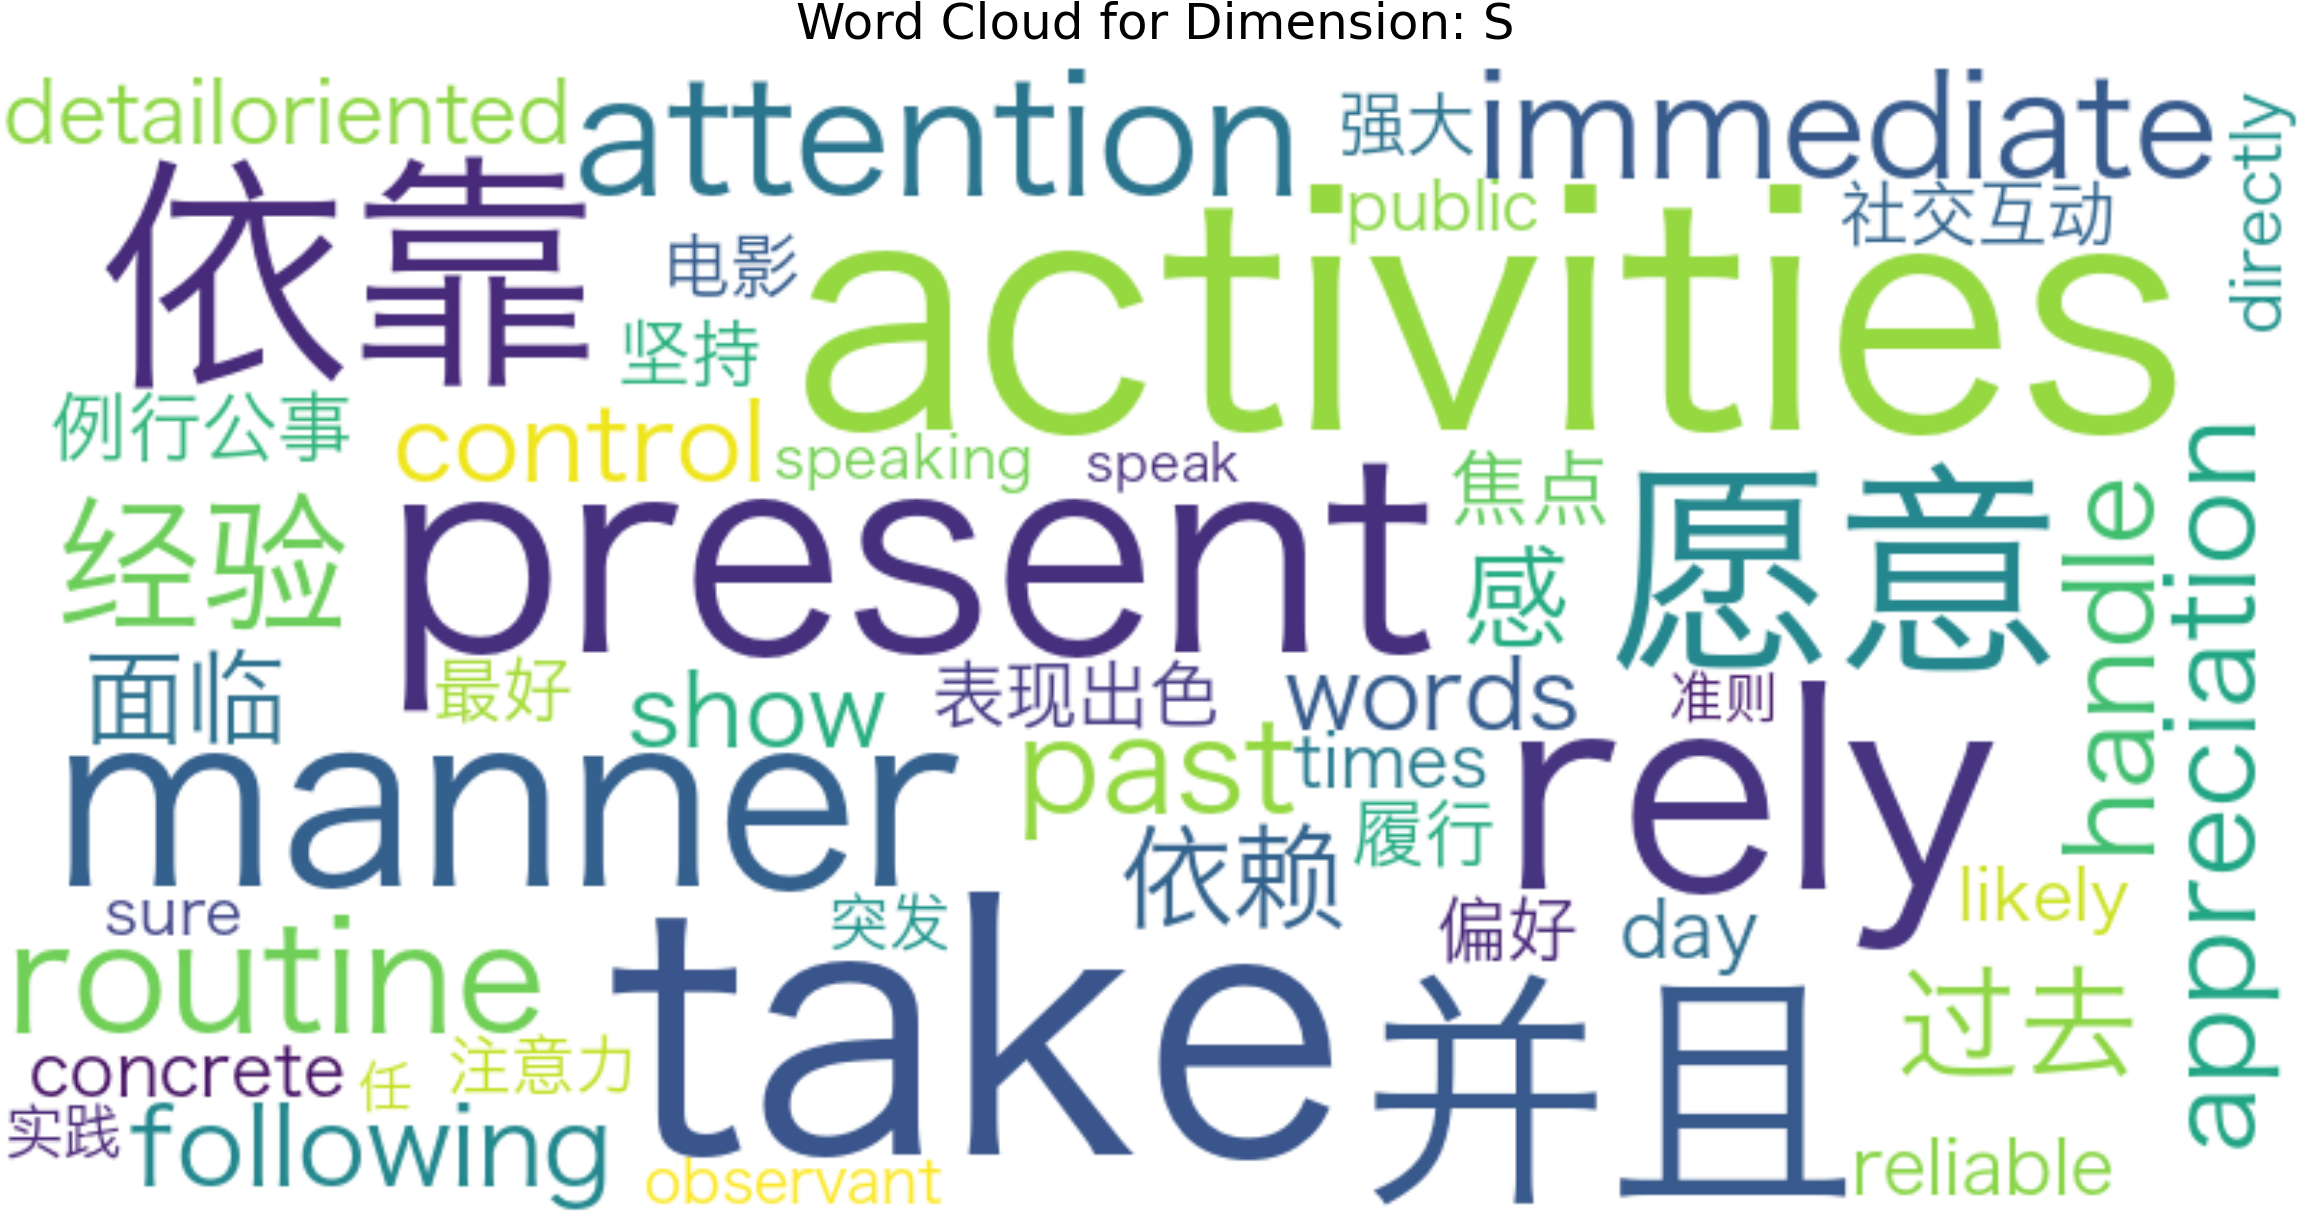 Word Cloud for Dimension: S
detailoriented
attention
强大
immediate
directly
依靠
public
社交互动
电影
activities
坚持
例行公事
control
speaking
speak
焦点
愿意
handle
appreciation
经验
present
感
面临
最好
show
表现出色
words
准则
manner
past
times
rely
依赖
履行
likely
sure
突发
偏好
day
routine
take
并且
过去
concrete
任
注意力
实践
following
observant
reliable